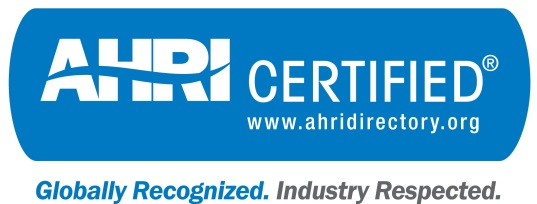 AHRI CERTIFIED®
www.ahridirectory.org
Globally Recognized. Industry Respected.